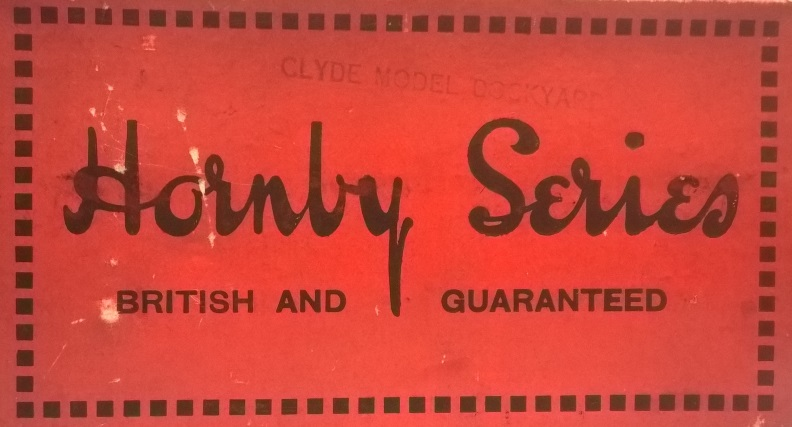 CLYDE MODEL DOCKYARD
Hornby Series
BRITISH AND GUARANTEED